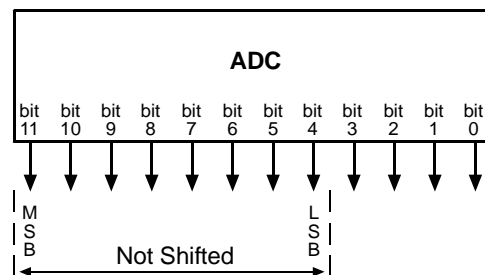 ADC
bit bit bit bit bit bit bit bit bit bit bit bit
11 10 9 8 7 6 5 4 3 2 1 0
MSB LSB
Not Shifted